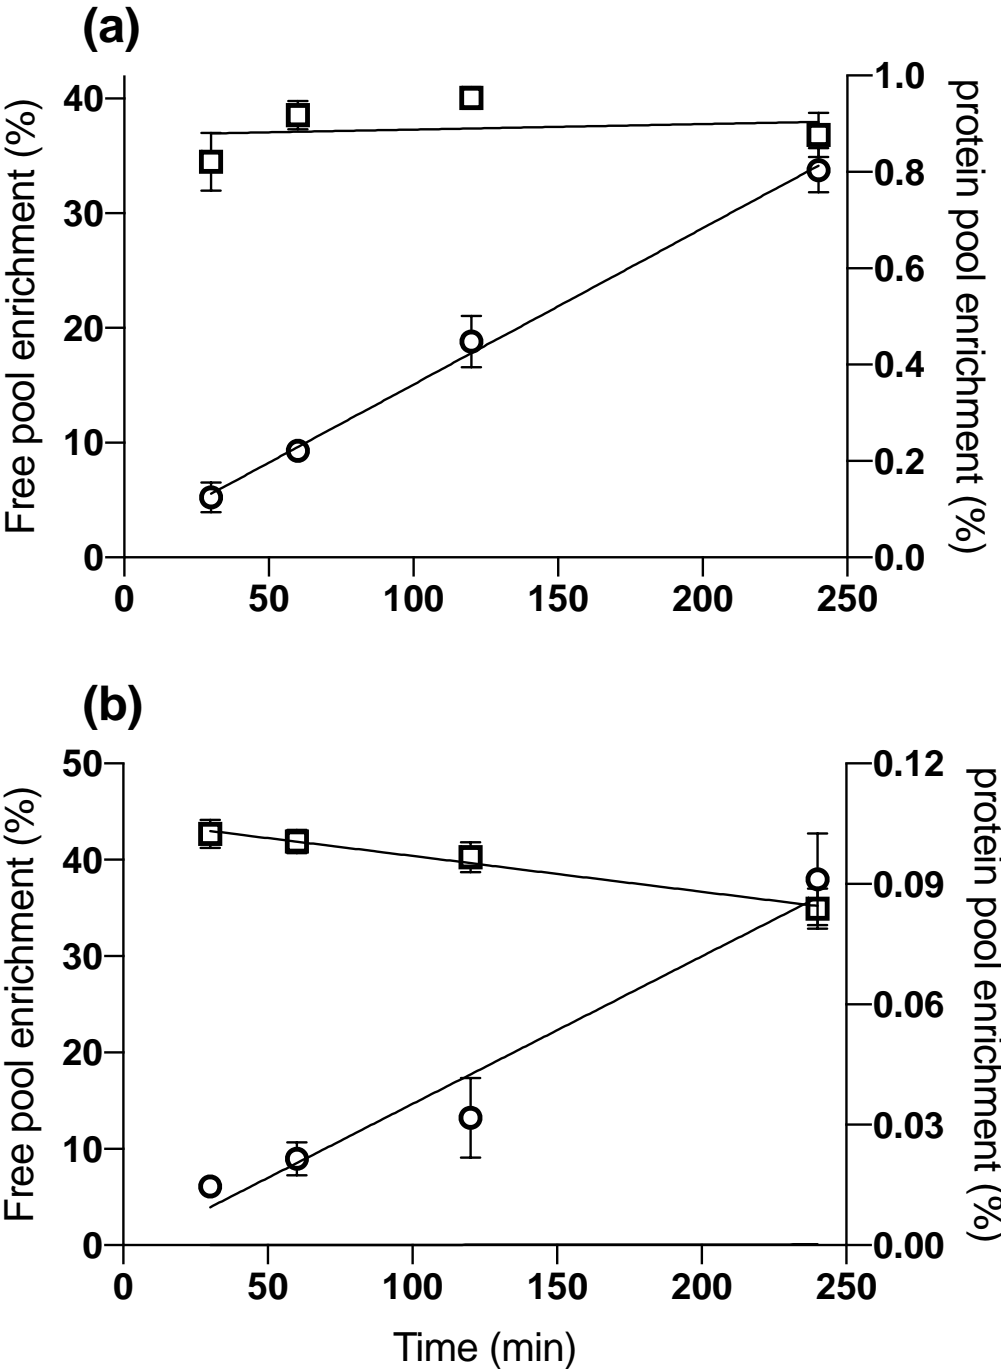 (a)
Free pool enrichment (%)
40
30
20
10
0
1.0
0.8
0.6
0.4
0.2
0.0
protein pool enrichment (%)
0 50 100 150 200 250
(b)
Free pool enrichment (%)
50
40
30
20
10
0
0.12
0.09
0.06
0.03
0.00
protein pool enrichment (%)
0 50 100 150 200 250
Time (min)